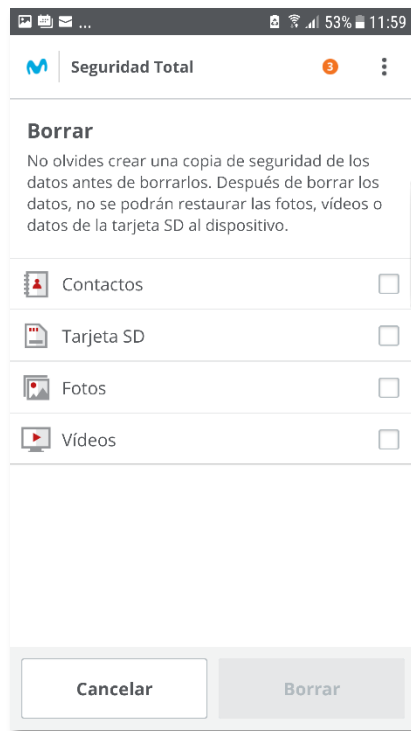 ... 53% 11:59
Seguridad Total 3
Borrar
No olvides crear una copia de seguridad de los
datos antes de borrarlos. Después de borrar los
datos, no se podrán restaurar las fotos, vídeos o
datos de la tarjeta SD al dispositivo.
Contactos
Tarjeta SD
Fotos
Vídeos
Cancelar Borrar